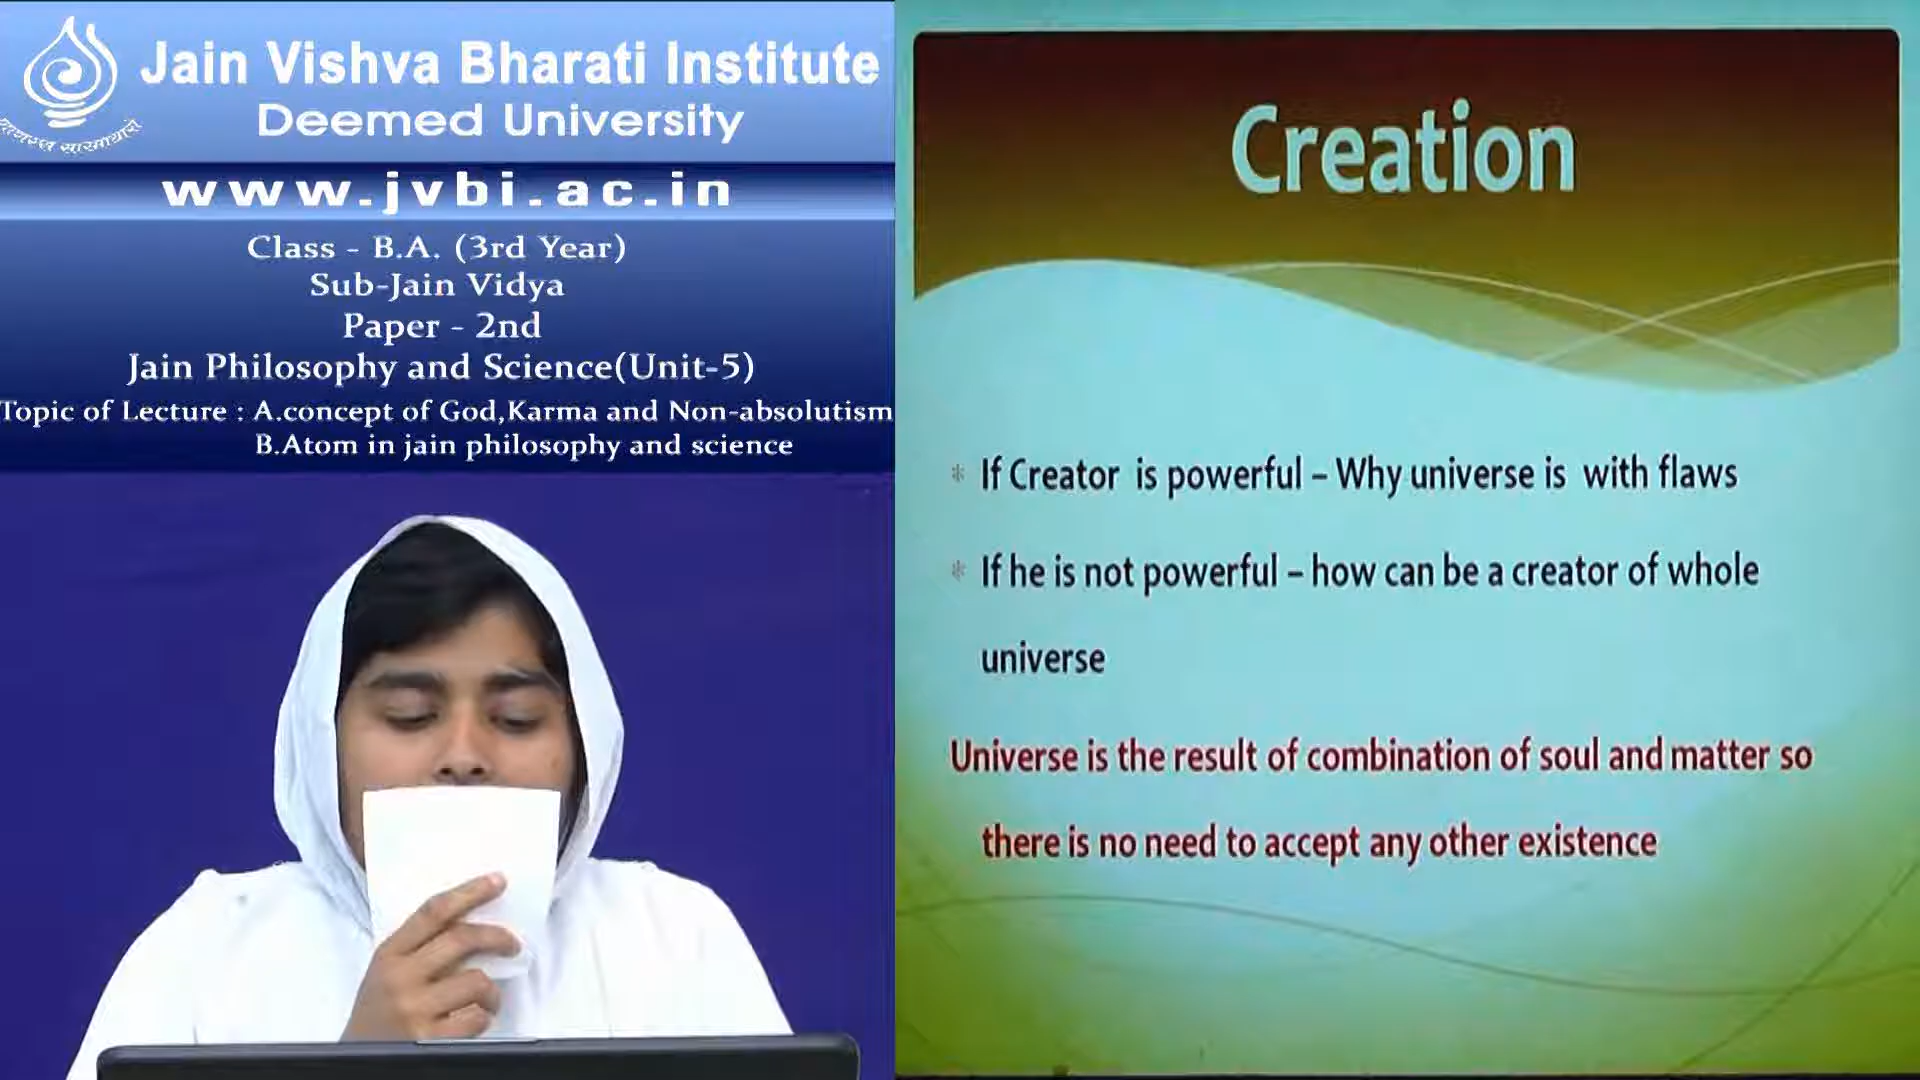 Jain Vishva Bharati Institute
Deemed University
www.jvbi.ac.in
Class - B.A. (3rd Year)
Sub-Jain Vidya
Paper - 2nd
Jain Philosophy and Science(Unit-5)
Topic of Lecture : A.concept of God,Karma and Non-absolutism
B.Atom in jain philosophy and science
Creation
* If Creator is powerful – Why universe is with flaws
* If he is not powerful – how can be a creator of whole
universe
Universe is the result of combination of soul and matter so
there is no need to accept any other existence